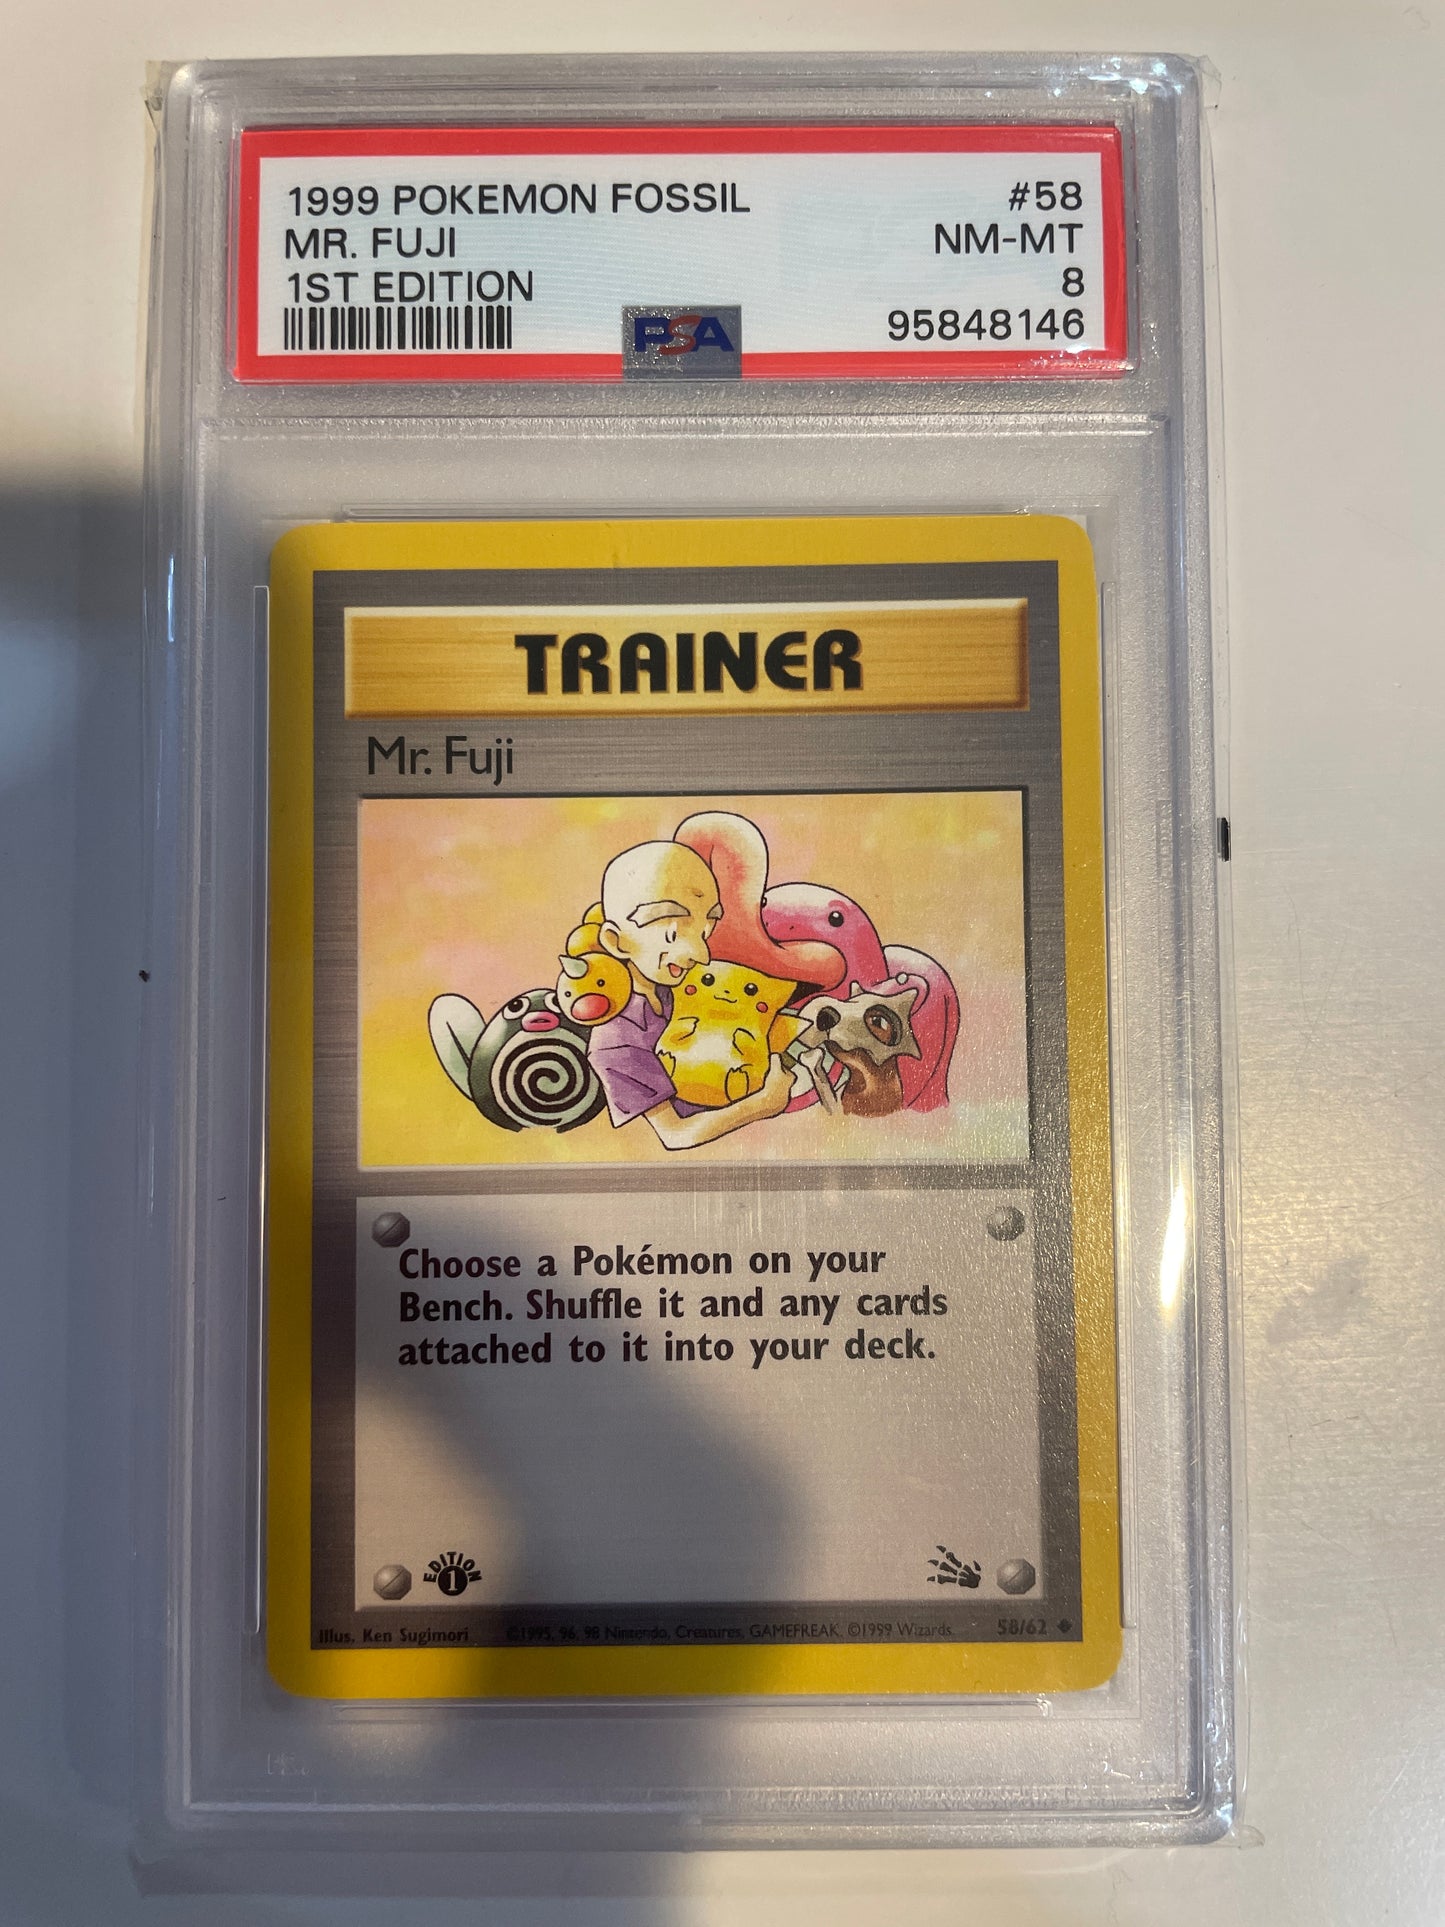 1999 POKEMON FOSSIL #58
MR. FUJI NM-MT
1ST EDITION 8
95848146
PSA
TRAINER
Mr. Fuji
Choose a Pokémon on your
Bench. Shuffle it and any cards
attached to it into your deck.
EDITION 1
Illus. Ken Sugimori ©1995, 96, 98 Nintendo, Creatures, GAMEFREAK. ©1999 Wizards. 58/62